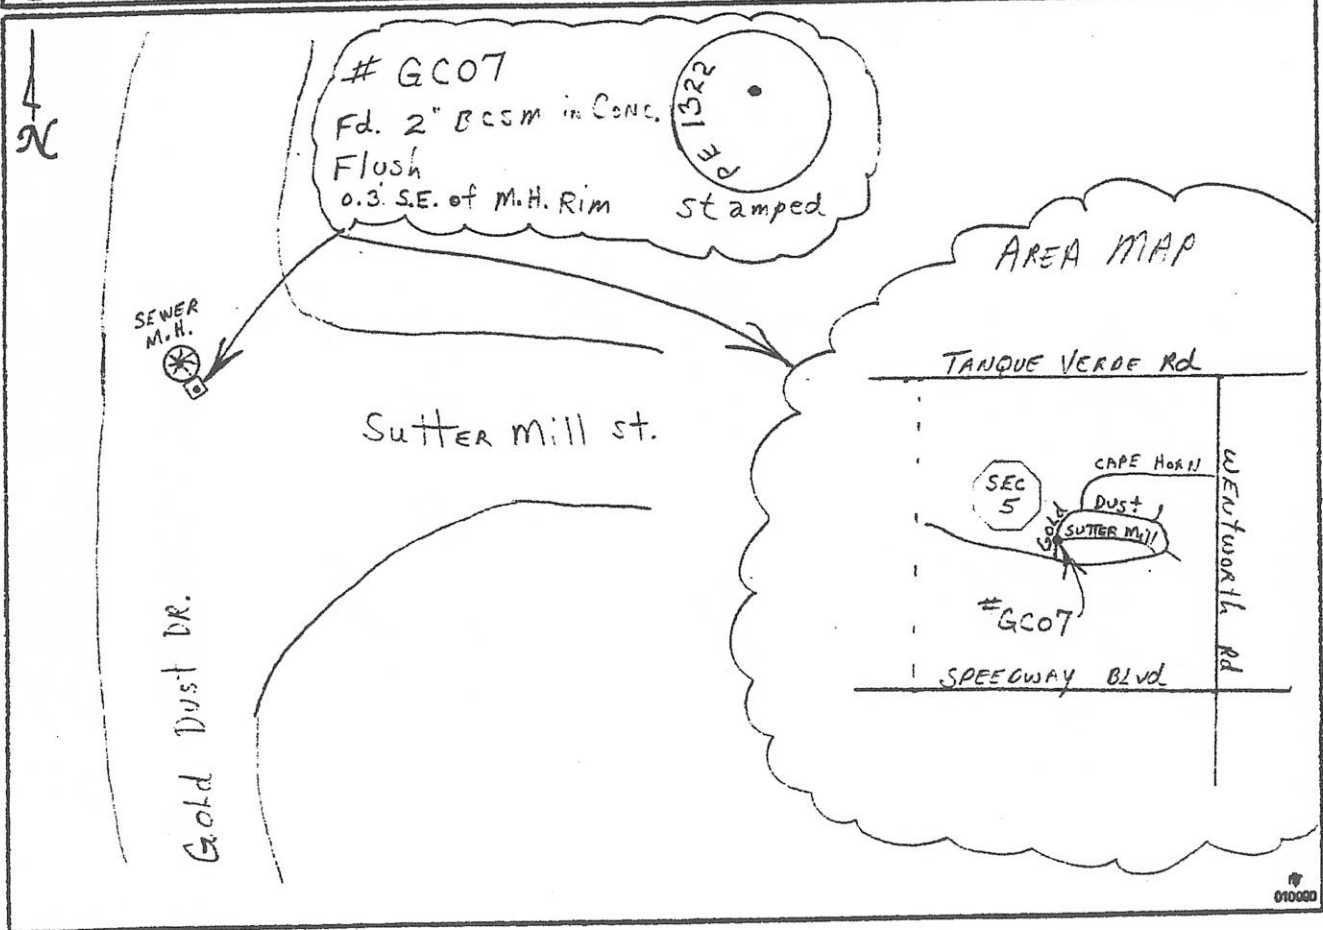 N
# GC07
Fd. 2" BCSM in CONC.
Flush
0.3' S.E. of M.H. Rim
PE 1322
stamped
SEWER
M.H.
Sutter Mill St.
Gold Dust DR.
AREA MAP
TANQUE VERDE Rd
CAPE HORN
SEC
5
Gold
Dust
SUTTER Mill
WENTWORTH Rd
#GC07
SPEEDWAY BLVD